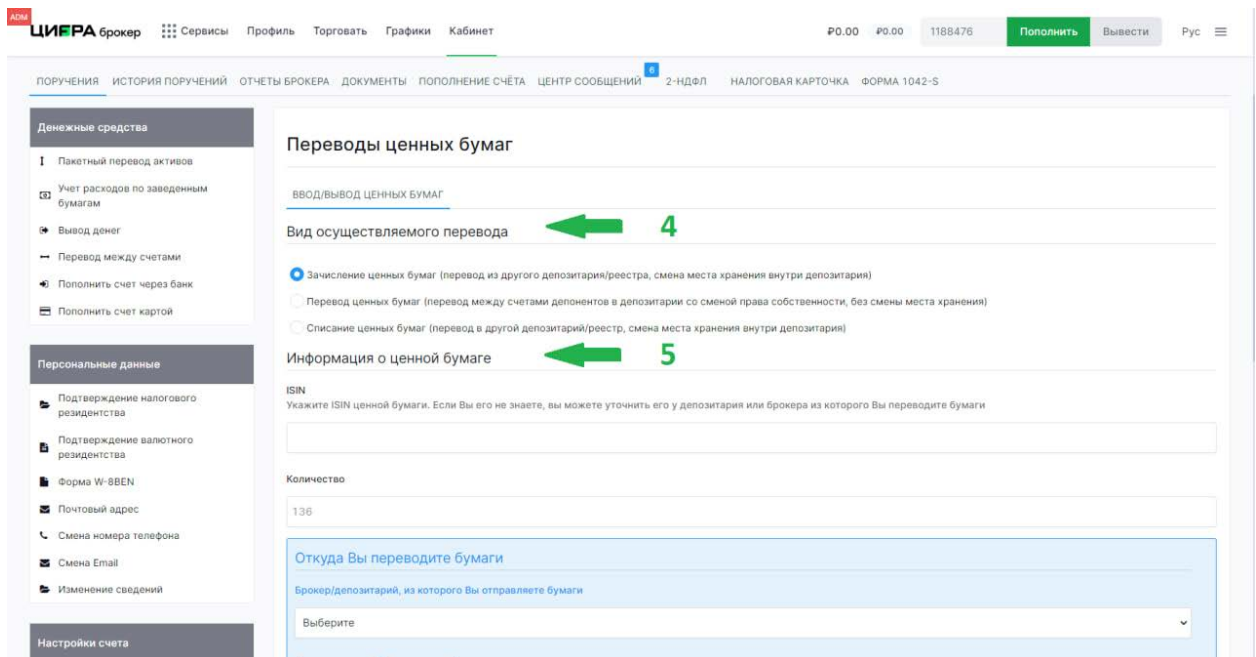 ADM
ЦИФРА брокер Сервисы Профиль Торговать Графики Кабинет ₽0.00 ₽0.00 1188476 Пополнить Вывести Рус
ПОРУЧЕНИЯ ИСТОРИЯ ПОРУЧЕНИЙ ОТЧЕТЫ БРОКЕРА ДОКУМЕНТЫ ПОПОЛНЕНИЕ СЧЁТА ЦЕНТР СООБЩЕНИЙ 6 2-НДФЛ НАЛОГОВАЯ КАРТОЧКА ФОРМА 1042-S
Денежные средства
Пакетный перевод активов
Учет расходов по заведенным
бумагам
Вывод денег
Перевод между счетами
Пополнить счет через банк
Пополнить счет картой
Персональные данные
Подтверждение налогового
резидентства
Подтверждение валютного
резидентства
Форма W-8BEN
Почтовый адрес
Смена номера телефона
Смена Email
Изменение сведений
Настройки счета
Переводы ценных бумаг
ВВОД/ВЫВОД ЦЕННЫХ БУМАГ
Вид осуществляемого перевода 4
Зачисление ценных бумаг (перевод из другого депозитария/реестра, смена места хранения внутри депозитария)
Перевод ценных бумаг (перевод между счетами депонентов в депозитарии со сменой права собственности, без смены места хранения)
Списание ценных бумаг (перевод в другой депозитарий/реестр, смена места хранения внутри депозитария)
Информация о ценной бумаге 5
ISIN
Укажите ISIN ценной бумаги. Если Вы его не знаете, вы можете уточнить его у депозитария или брокера из которого Вы переводите бумаги
Количество
136
Откуда Вы переводите бумаги
Брокер/депозитарий, из которого Вы отправляете бумаги
Выберите